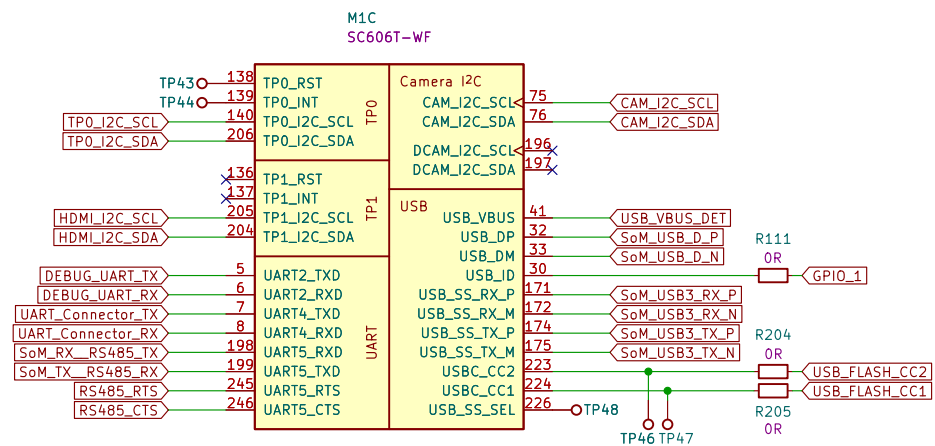 M1C
SC606T-WF
TP43 138 TP0_RST
TP44 139 TP0_INT
TP0_I2C_SCL 140 TP0_I2C_SCL
TP0_I2C_SDA 206 TP0_I2C_SDA
TP0
136 TP1_RST
137 TP1_INT
HDMI_I2C_SCL 205 TP1_I2C_SCL
HDMI_I2C_SDA 204 TP1_I2C_SDA
TP1
DEBUG_UART_TX 5 UART2_TXD
DEBUG_UART_RX 6 UART2_RXD
UART_Connector_TX 7 UART4_TXD
UART_Connector_RX 8 UART4_RXD
SoM_RX__RS485_TX 198 UART5_RXD
SoM_TX__RS485_RX 199 UART5_TXD
RS485_RTS 245 UART5_RTS
RS485_CTS 246 UART5_CTS
UART
Camera I²C
CAM_I2C_SCL 75 CAM_I2C_SCL
CAM_I2C_SDA 76 CAM_I2C_SDA
DCAM_I2C_SCL 196
DCAM_I2C_SDA 197
USB
USB_VBUS 41 USB_VBUS_DET
USB_DP 32 SoM_USB_D_P
USB_DM 33 SoM_USB_D_N
R111
0R
USB_ID 30 GPIO_1
USB_SS_RX_P 171 SoM_USB3_RX_P
USB_SS_RX_M 172 SoM_USB3_RX_N
USB_SS_TX_P 174 SoM_USB3_TX_P
USB_SS_TX_M 175 SoM_USB3_TX_N
R204
0R
USBC_CC2 223 USB_FLASH_CC2
USBC_CC1 224 USB_FLASH_CC1
USB_SS_SEL 226 TP48
R205
0R
TP46 TP47